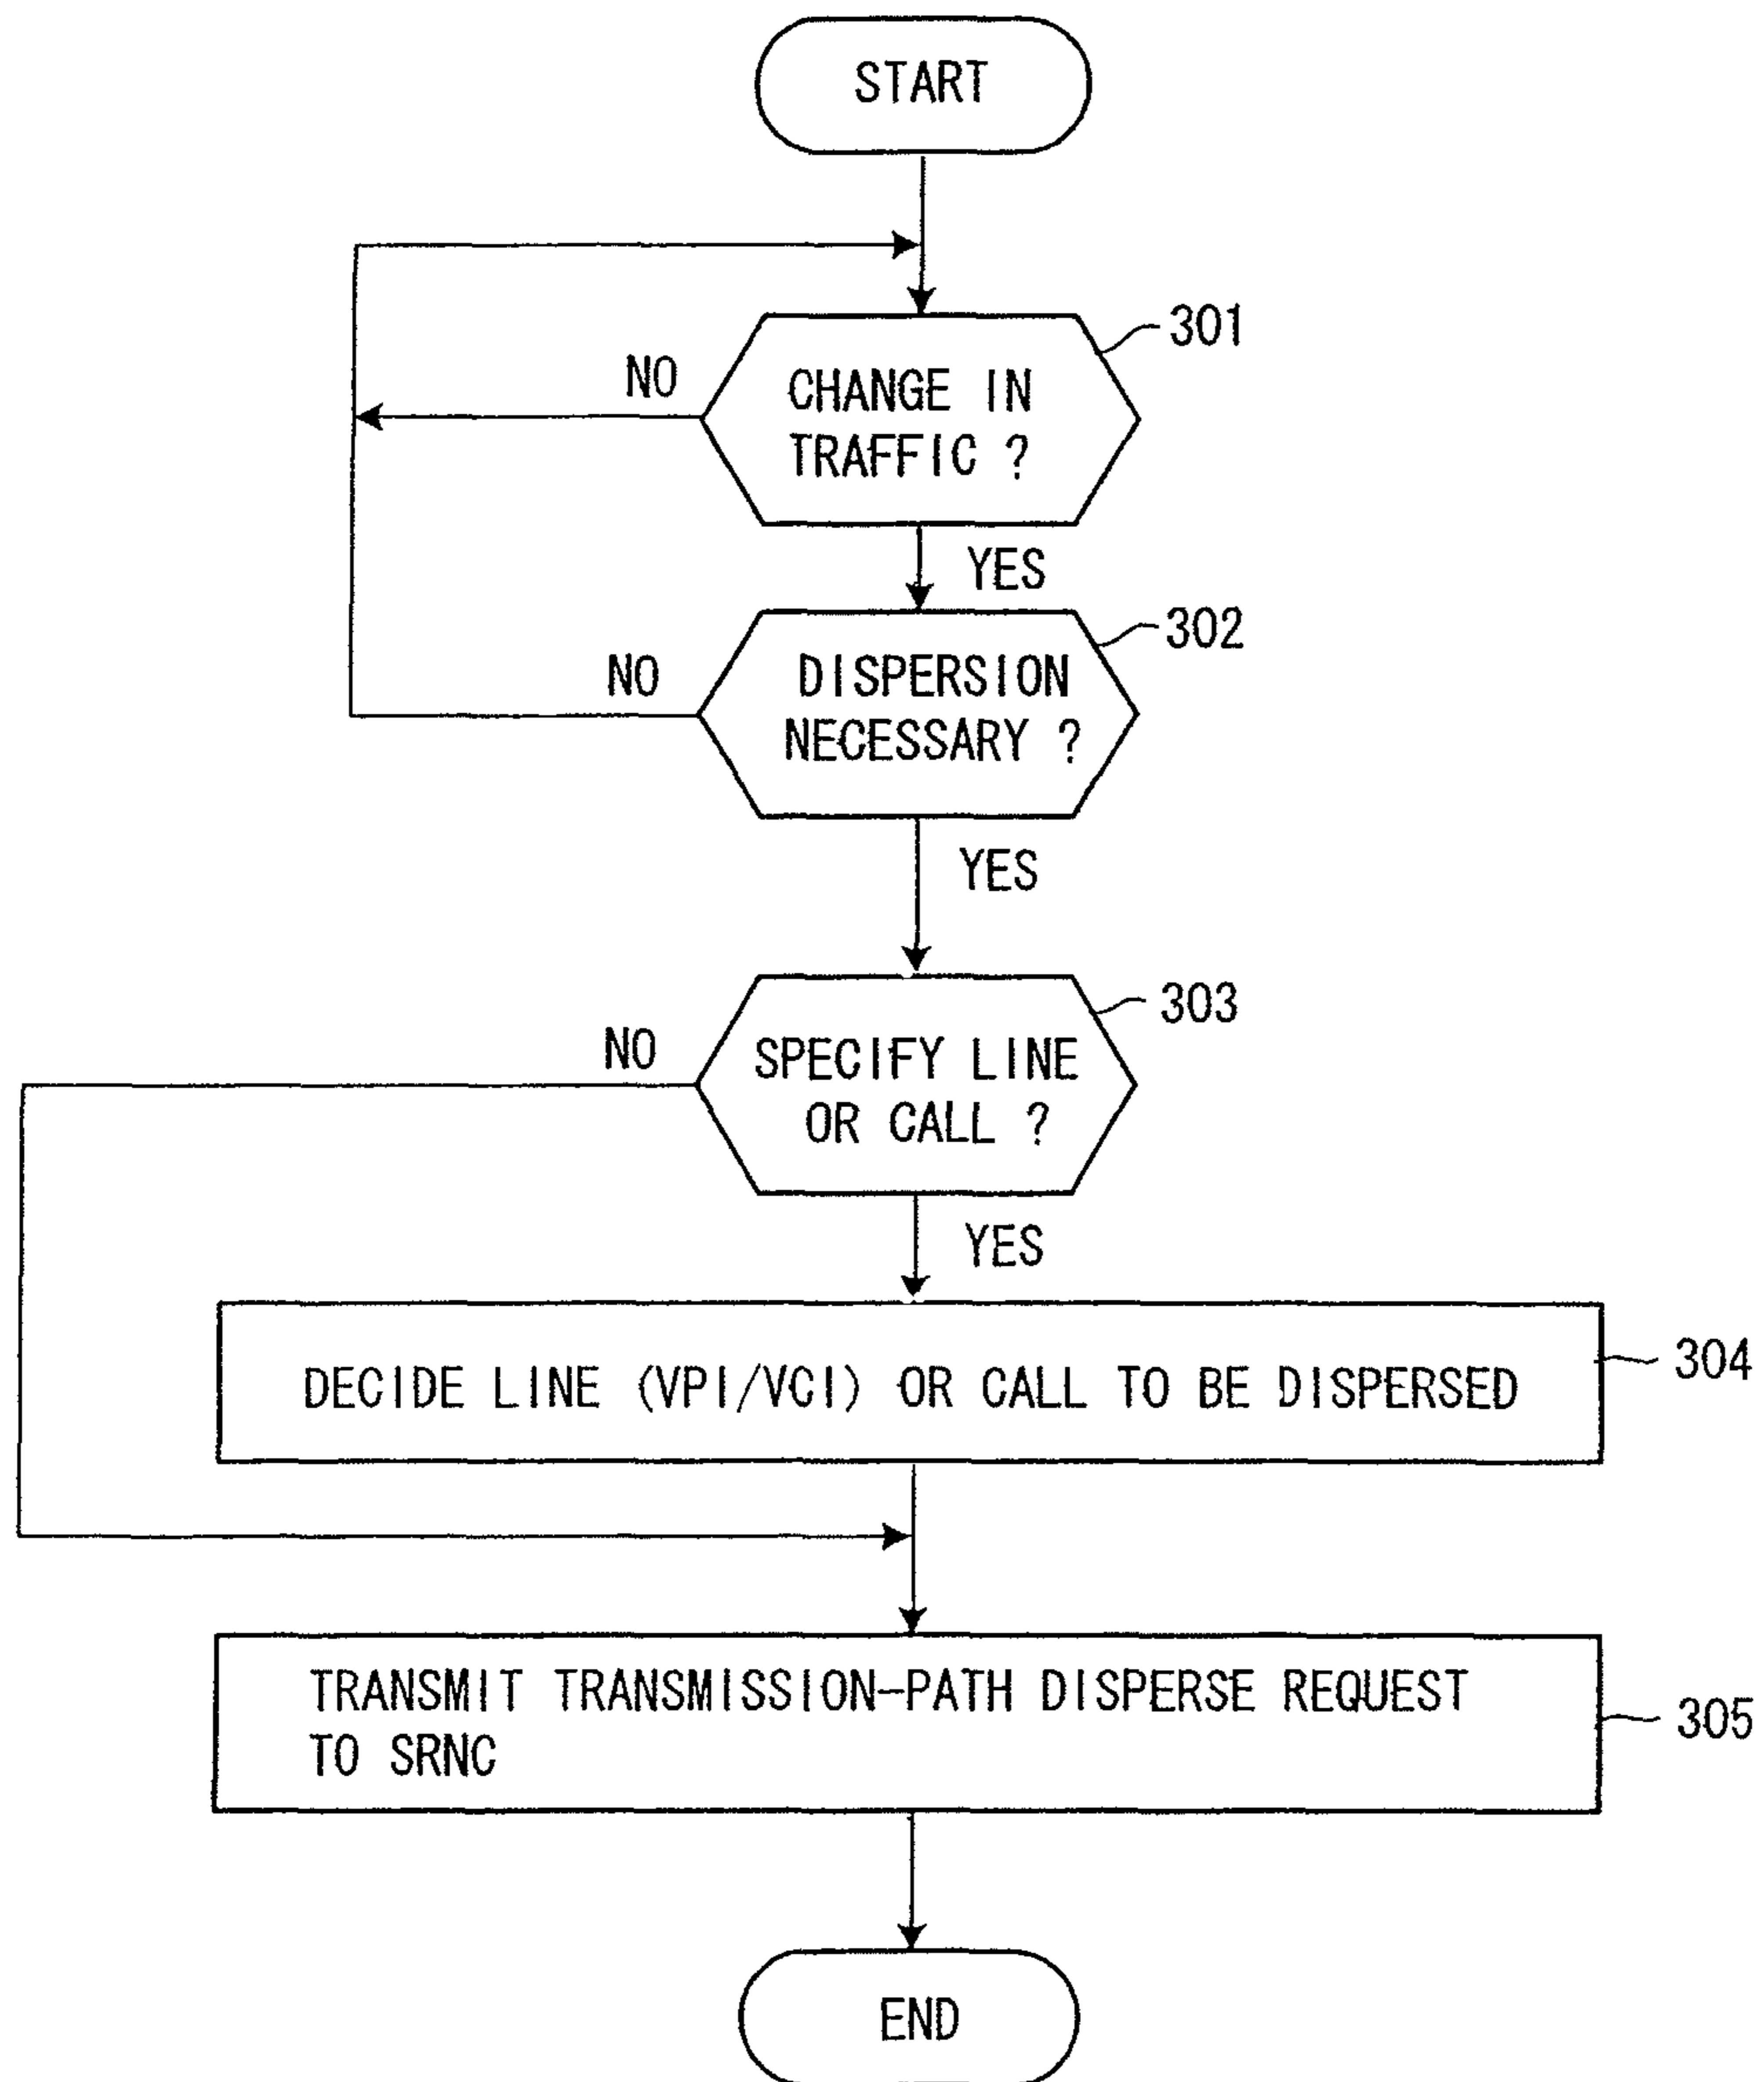 START
301
NO
CHANGE IN
TRAFFIC ?
YES
302
NO
DISPERSION
NECESSARY ?
YES
303
NO
SPECIFY LINE
OR CALL ?
YES
304
DECIDE LINE (VPI/VCI) OR CALL TO BE DISPERSED
TRANSMIT TRANSMISSION-PATH DISPERSE REQUEST
TO SRNC
305
END